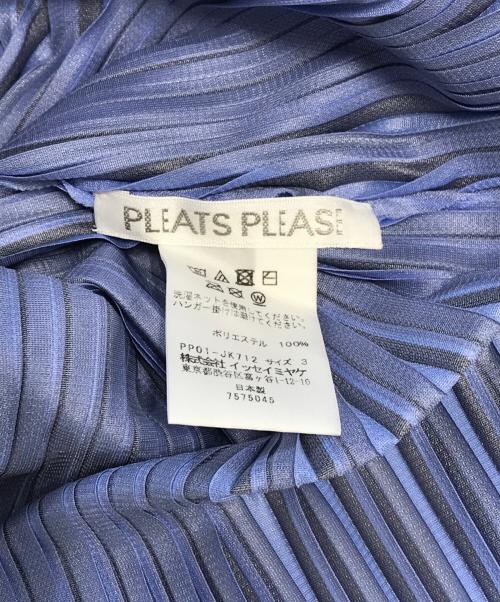 PLEATS PLEASE
洗濯ネットを使用してください。
ハンガー掛けは避けてください。
ポリエステル 100%
PP01-JK712 サイズ 3
株式会社 イッセイミヤケ
東京都渋谷区富ヶ谷1-12-10
日本製
7575045